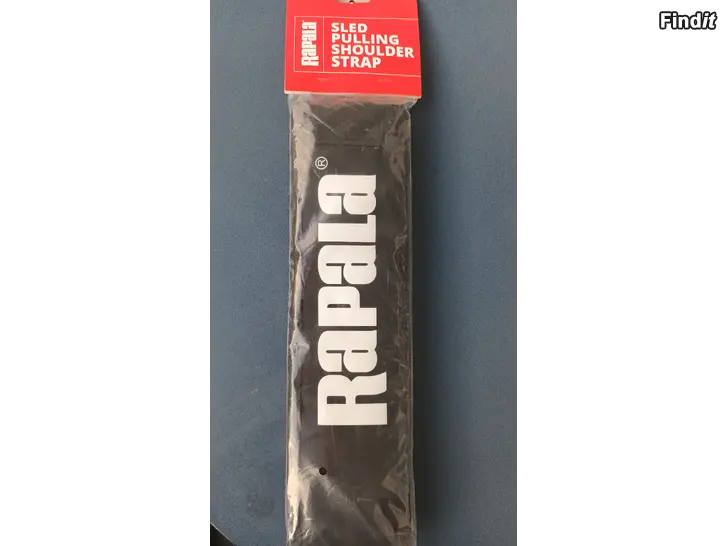 Findit
Rapala
SLED
PULLING
SHOULDER
STRAP
Rapala®